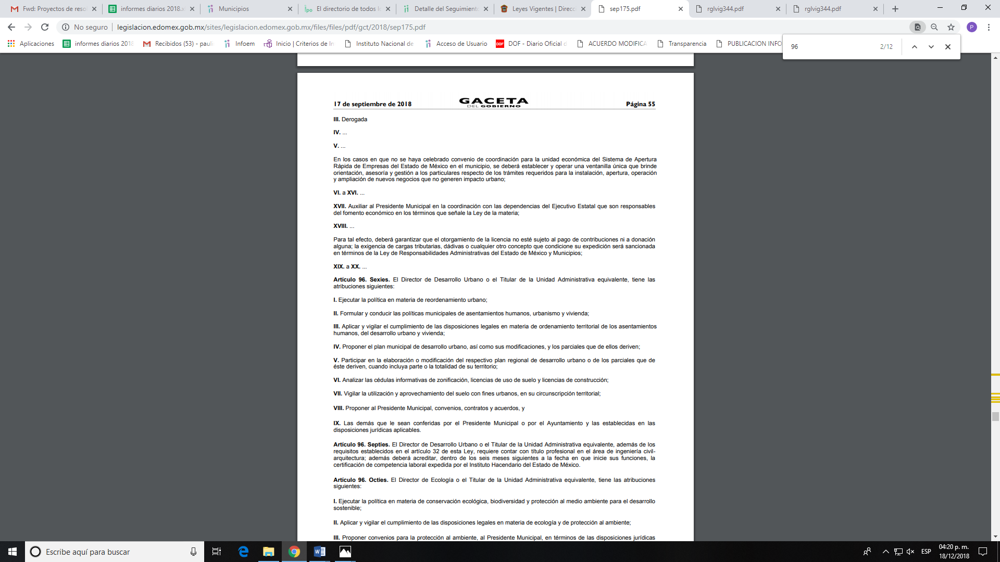 Fwd: Proyectos de reso
informes diarios 2018.x
Municipios
El directorio de todos l
Detalle del Seguimient
Leyes Vigentes | Direcc
sep175.pdf
rglvig344.pdf
rglvig344.pdf
No seguro | legislacion.edomex.gob.mx/sites/legislacion.edomex.gob.mx/files/files/pdf/gct/2018/sep175.pdf
P
Aplicaciones
informes diarios 2018
Recibidos (53) - pauli
Infoem
Inicio | Criterios de In
Instituto Nacional de
Acceso de Usuario
DOF - Diario Oficial d
ACUERDO MODIFICA
Transparencia
PUBLICACION INFO
96 2/12
17 de septiembre de 2018 GACETA DEL GOBIERNO Página 55
III. Derogada
IV. ...
V. ...
En los casos en que no se haya celebrado convenio de coordinación para la unidad económica del Sistema de Apertura
Rápida de Empresas del Estado de México en el municipio, se deberá establecer y operar una ventanilla única que brinde
orientación, asesoría y gestión a los particulares respecto de los trámites requeridos para la instalación, apertura, operación
y ampliación de nuevos negocios que no generen impacto urbano;
VI. a XVI. ...
XVII. Auxiliar al Presidente Municipal en la coordinación con las dependencias del Ejecutivo Estatal que son responsables
del fomento económico en los términos que señale la Ley de la materia;
XVIII. ...
Para tal efecto, deberá garantizar que el otorgamiento de la licencia no esté sujeto al pago de contribuciones ni a donación
alguna; la exigencia de cargas tributarias, dádivas o cualquier otro concepto que condicione su expedición será sancionada
en términos de la Ley de Responsabilidades Administrativas del Estado de México y Municipios;
XIX. a XX. ...
Artículo 96. Sexies. El Director de Desarrollo Urbano o el Titular de la Unidad Administrativa equivalente, tiene las
atribuciones siguientes:
I. Ejecutar la política en materia de reordenamiento urbano;
II. Formular y conducir las políticas municipales de asentamientos humanos, urbanismo y vivienda;
III. Aplicar y vigilar el cumplimiento de las disposiciones legales en materia de ordenamiento territorial de los asentamientos
humanos, del desarrollo urbano y vivienda;
IV. Proponer el plan municipal de desarrollo urbano, así como sus modificaciones, y los parciales que de ellos deriven;
V. Participar en la elaboración o modificación del respectivo plan regional de desarrollo urbano o de los parciales que de
éste deriven, cuando incluya parte o la totalidad de su territorio;
VI. Analizar las cédulas informativas de zonificación, licencias de uso de suelo y licencias de construcción;
VII. Vigilar la utilización y aprovechamiento del suelo con fines urbanos, en su circunscripción territorial;
VIII. Proponer al Presidente Municipal, convenios, contratos y acuerdos, y
IX. Las demás que le sean conferidas por el Presidente Municipal o por el Ayuntamiento y las establecidas en las
disposiciones jurídicas aplicables.
Artículo 96. Septies. El Director de Desarrollo Urbano o el Titular de la Unidad Administrativa equivalente, además de los
requisitos establecidos en el artículo 32 de esta Ley, requiere contar con título profesional en el área de ingeniería civil-
arquitectura; además deberá acreditar, dentro de los seis meses siguientes a la fecha en que inicie sus funciones, la
certificación de competencia laboral expedida por el Instituto Hacendario del Estado de México.
Artículo 96. Octies. El Director de Ecología o el Titular de la Unidad Administrativa equivalente, tiene las atribuciones
siguientes:
I. Ejecutar la política en materia de conservación ecológica, biodiversidad y protección al medio ambiente para el desarrollo
sostenible;
II. Aplicar y vigilar el cumplimiento de las disposiciones legales en materia de ecología y de protección al ambiente;
III. Proponer convenios para la protección al ambiente, al Presidente Municipal, en términos de las disposiciones jurídicas
Escribe aquí para buscar
ESP
04:20 p. m.
18/12/2018